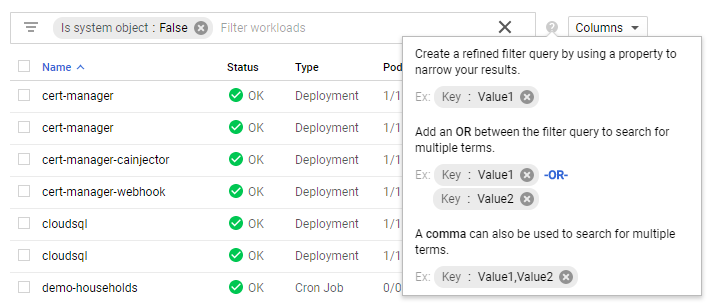 Is system object : False Filter workloads Columns
Name Status Type Pod
cert-manager OK Deployment 1/1
cert-manager OK Deployment 1/1
cert-manager-cainjector OK Deployment 1/1
cert-manager-webhook OK Deployment 1/1
cloudsql OK Deployment 1/1
cloudsql OK Deployment 1/1
demo-households OK Cron Job 0/0
Create a refined filter query by using a property to
narrow your results.
Ex: Key : Value1
Add an OR between the filter query to search for
multiple terms.
Ex: Key : Value1 -OR-
Key : Value2
A comma can also be used to search for multiple
terms.
Ex: Key : Value1,Value2